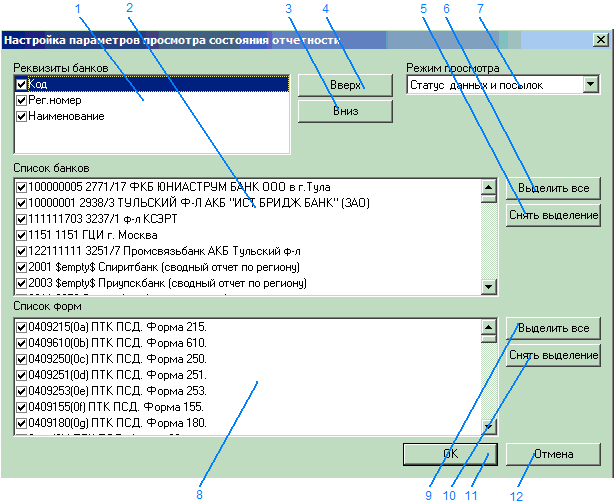 1 2 3 4 5 6 7
Настройка параметров просмотра состояния отчетности
Реквизиты банков
Режим просмотра
Код
Рег.номер
Наименование
Вверх
Вниз
Статус данных и посылок
Список банков
100000005 2771/17 ФКБ ЮНИАСТРУМ БАНК ООО в г.Тула
10000001 2938/3 ТУЛЬСКИЙ Ф-Л АКБ "ИСТ БРИДЖ БАНК" (ЗАО)
111111703 3237/1 ф-л КСЭРТ
1151 1151 ГЦИ г. Москва
122111111 3251/7 Промсвязьбанк АКБ Тульский ф-л
2001 $empty$ Спиритбанк (сводный отчет по региону)
2003 $empty$ Приупскбанк (сводный отчет по региону)
Выделить все
Снять выделение
Список форм
0409215(0a) ПТК ПСД. Форма 215.
0409610(0b) ПТК ПСД. Форма 610.
0409250(0c) ПТК ПСД. Форма 250.
0409251(0d) ПТК ПСД. Форма 251.
0409253(0e) ПТК ПСД. Форма 253.
0409155(0f) ПТК ПСД. Форма 155.
0409180(0g) ПТК ПСД. Форма 180.
Выделить все
Снять выделение
OK
Отмена
8 9 10 11 12